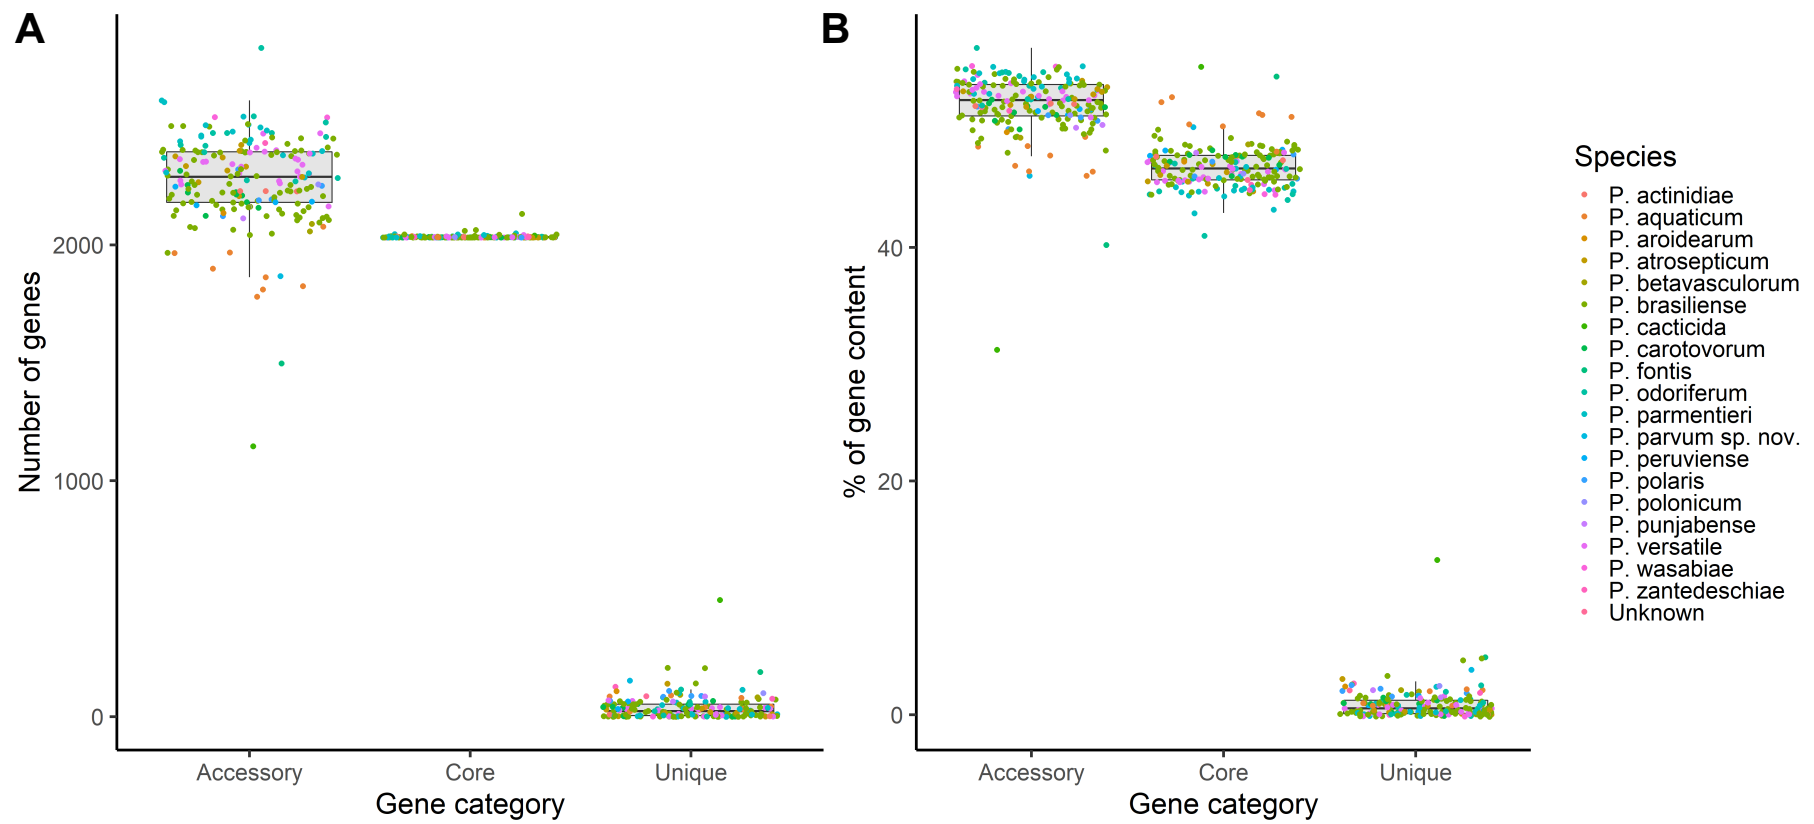 A
Number of genes
2000
1000
0
Accessory
Core
Unique
Gene category
B
% of gene content
40
20
0
Accessory
Core
Unique
Gene category
Species
P. actinidiae
P. aquaticum
P. aroidearum
P. atrosepticum
P. betavasculorum
P. brasiliense
P. cacticida
P. carotovorum
P. fontis
P. odoriferum
P. parmentieri
P. parvum sp. nov.
P. peruviense
P. polaris
P. polonicum
P. punjabense
P. versatile
P. wasabiae
P. zantedeschiae
Unknown